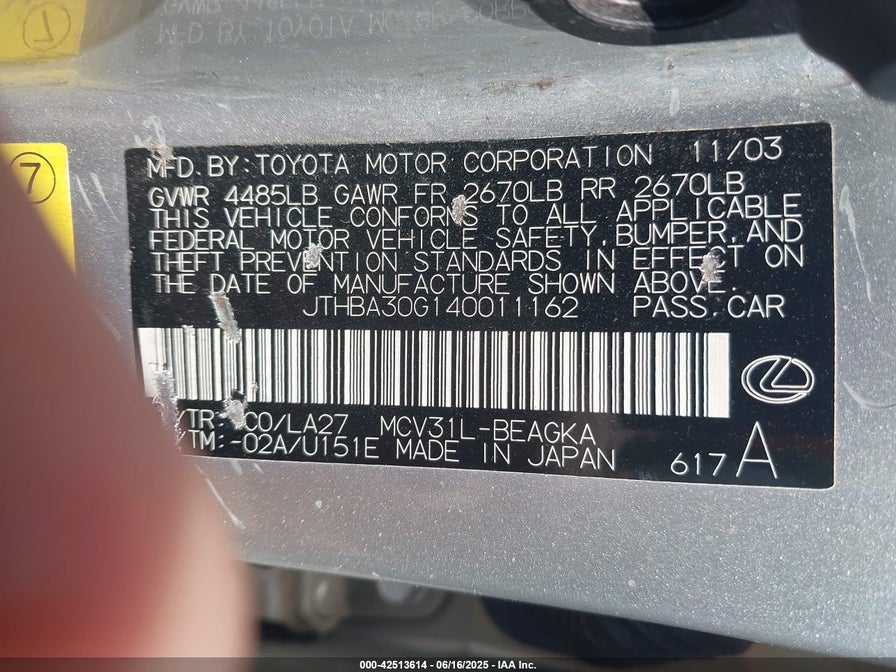 7
MFD. BY: TOYOTA MOTOR CORPORATION 11/03
GVWR 4485LB GAWR FR 2670LB RR 2670LB
THIS VEHICLE CONFORMS TO ALL APPLICABLE
FEDERAL MOTOR VEHICLE SAFETY, BUMPER, AND
THEFT PREVENTION STANDARDS IN EFFECT ON
THE DATE OF MANUFACTURE SHOWN ABOVE.
JTHBA30G140011162 PASS. CAR
/TR: CO/LA27 MCV31L-BEAGKA
/TM: -02A/U151E MADE IN JAPAN 617 A
000-42513614 - 06/16/2025 - IAA Inc.